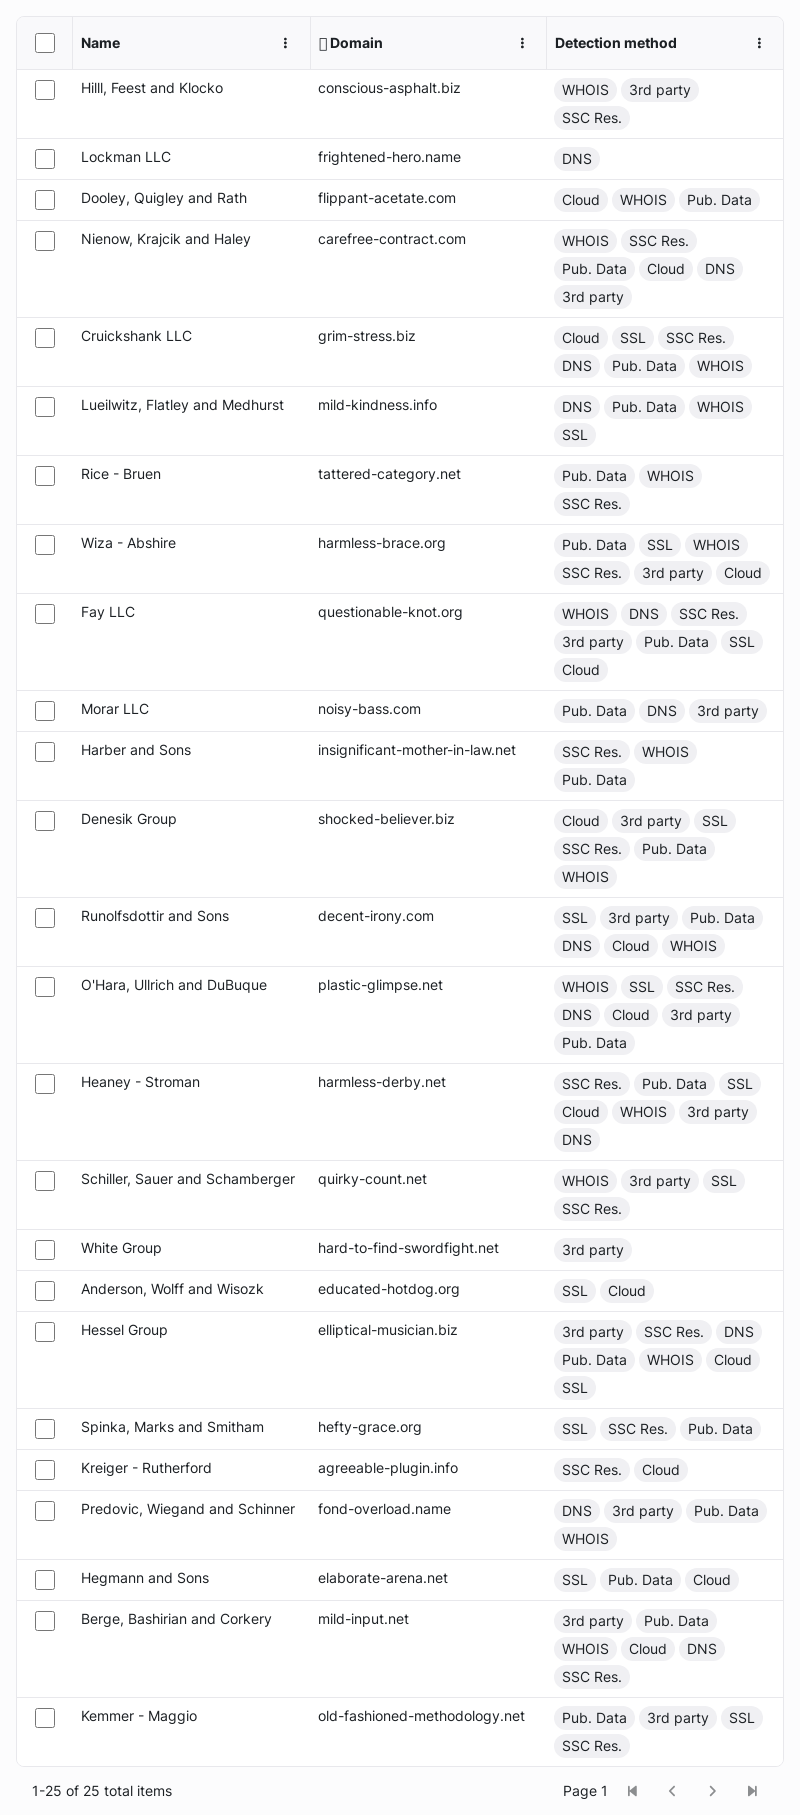 Name Domain Detection method
Hilll, Feest and Klocko conscious-asphalt.biz WHOIS 3rd party
SSC Res.
Lockman LLC frightened-hero.name DNS
Dooley, Quigley and Rath flippant-acetate.com Cloud WHOIS Pub. Data
Nienow, Krajcik and Haley carefree-contract.com WHOIS SSC Res.
Pub. Data Cloud DNS
3rd party
Cruickshank LLC grim-stress.biz Cloud SSL SSC Res.
DNS Pub. Data WHOIS
Lueilwitz, Flatley and Medhurst mild-kindness.info DNS Pub. Data WHOIS
SSL
Rice - Bruen tattered-category.net Pub. Data WHOIS
SSC Res.
Wiza - Abshire harmless-brace.org Pub. Data SSL WHOIS
SSC Res. 3rd party Cloud
Fay LLC questionable-knot.org WHOIS DNS SSC Res.
3rd party Pub. Data SSL
Cloud
Morar LLC noisy-bass.com Pub. Data DNS 3rd party
Harber and Sons insignificant-mother-in-law.net SSC Res. WHOIS
Pub. Data
Denesik Group shocked-believer.biz Cloud 3rd party SSL
SSC Res. Pub. Data
WHOIS
Runolfsdottir and Sons decent-irony.com SSL 3rd party Pub. Data
DNS Cloud WHOIS
O'Hara, Ullrich and DuBuque plastic-glimpse.net WHOIS SSL SSC Res.
DNS Cloud 3rd party
Pub. Data
Heaney - Stroman harmless-derby.net SSC Res. Pub. Data SSL
Cloud WHOIS 3rd party
DNS
Schiller, Sauer and Schamberger quirky-count.net WHOIS 3rd party SSL
SSC Res.
White Group hard-to-find-swordfight.net 3rd party
Anderson, Wolff and Wisozk educated-hotdog.org SSL Cloud
Hessel Group elliptical-musician.biz 3rd party SSC Res. DNS
Pub. Data WHOIS Cloud
SSL
Spinka, Marks and Smitham hefty-grace.org SSL SSC Res. Pub. Data
Kreiger - Rutherford agreeable-plugin.info SSC Res. Cloud
Predovic, Wiegand and Schinner fond-overload.name DNS 3rd party Pub. Data
WHOIS
Hegmann and Sons elaborate-arena.net SSL Pub. Data Cloud
Berge, Bashirian and Corkery mild-input.net 3rd party Pub. Data
WHOIS Cloud DNS
SSC Res.
Kemmer - Maggio old-fashioned-methodology.net Pub. Data 3rd party SSL
SSC Res.
1-25 of 25 total items Page 1